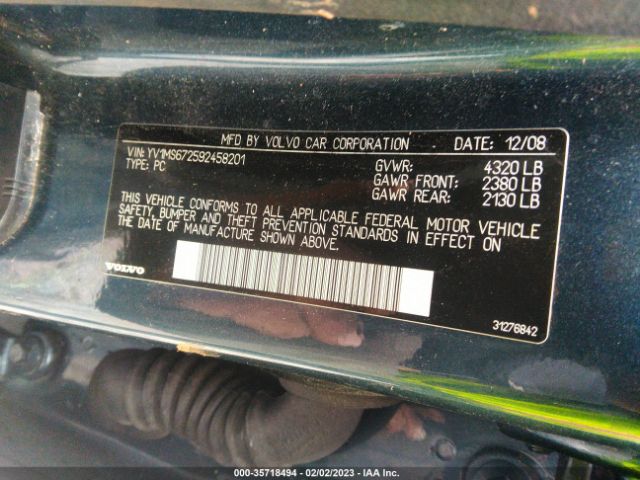 MFD BY VOLVO CAR CORPORATION DATE: 12/08
VIN: YV1MS672592458201
TYPE: PC
GVWR: 4320 LB
GAWR FRONT: 2380 LB
GAWR REAR: 2130 LB
THIS VEHICLE CONFORMS TO ALL APPLICABLE FEDERAL MOTOR VEHICLE
SAFETY, BUMPER AND THEFT PREVENTION STANDARDS IN EFFECT ON
THE DATE OF MANUFACTURE SHOWN ABOVE.
VOLVO
31276842
000-35718494 - 02/02/2023 - IAA Inc.